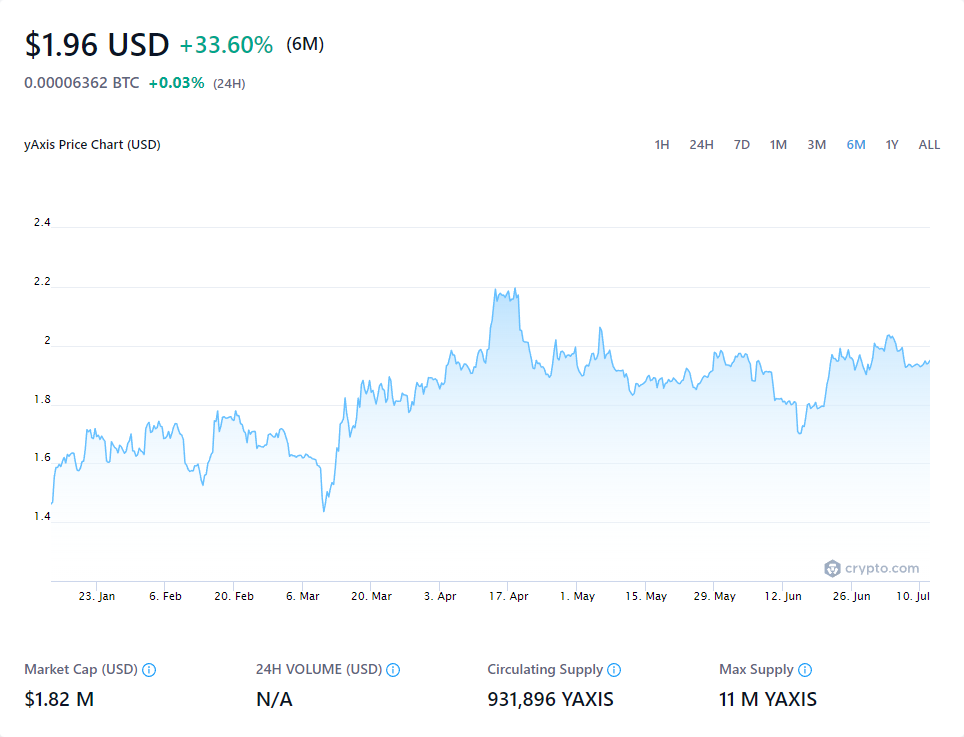 $1.96 USD +33.60% (6M)
0.00006362 BTC +0.03% (24H)
yAxis Price Chart (USD) 1H 24H 7D 1M 3M 6M 1Y ALL
2.4
2.2
2
1.8
1.6
1.4
crypto.com
23. Jan 6. Feb 20. Feb 6. Mar 20. Mar 3. Apr 17. Apr 1. May 15. May 29. May 12. Jun 26. Jun 10. Jul
Market Cap (USD) 24H VOLUME (USD) Circulating Supply Max Supply
$1.82 M N/A 931,896 YAXIS 11 M YAXIS